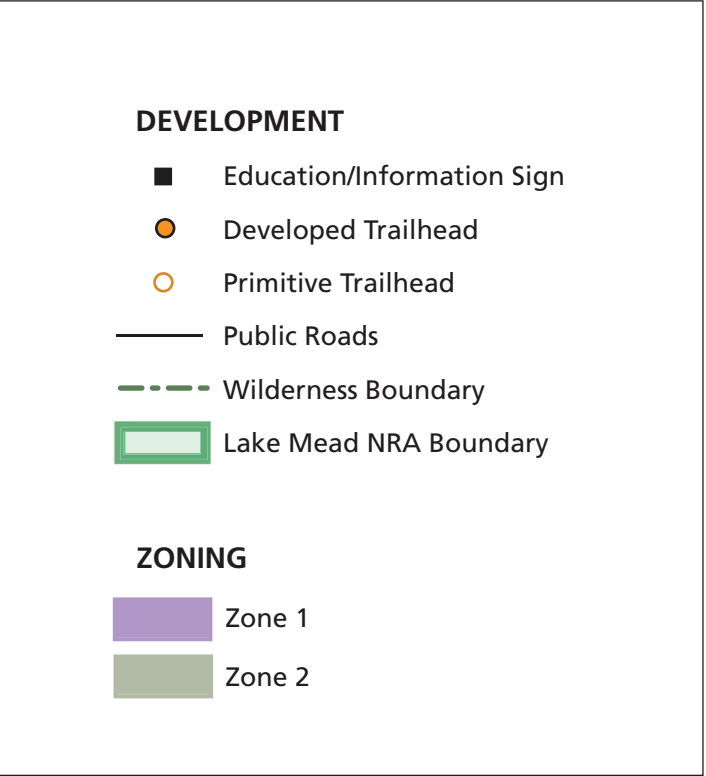 DEVELOPMENT
Education/Information Sign
Developed Trailhead
Primitive Trailhead
Public Roads
Wilderness Boundary
Lake Mead NRA Boundary
ZONING
Zone 1
Zone 2